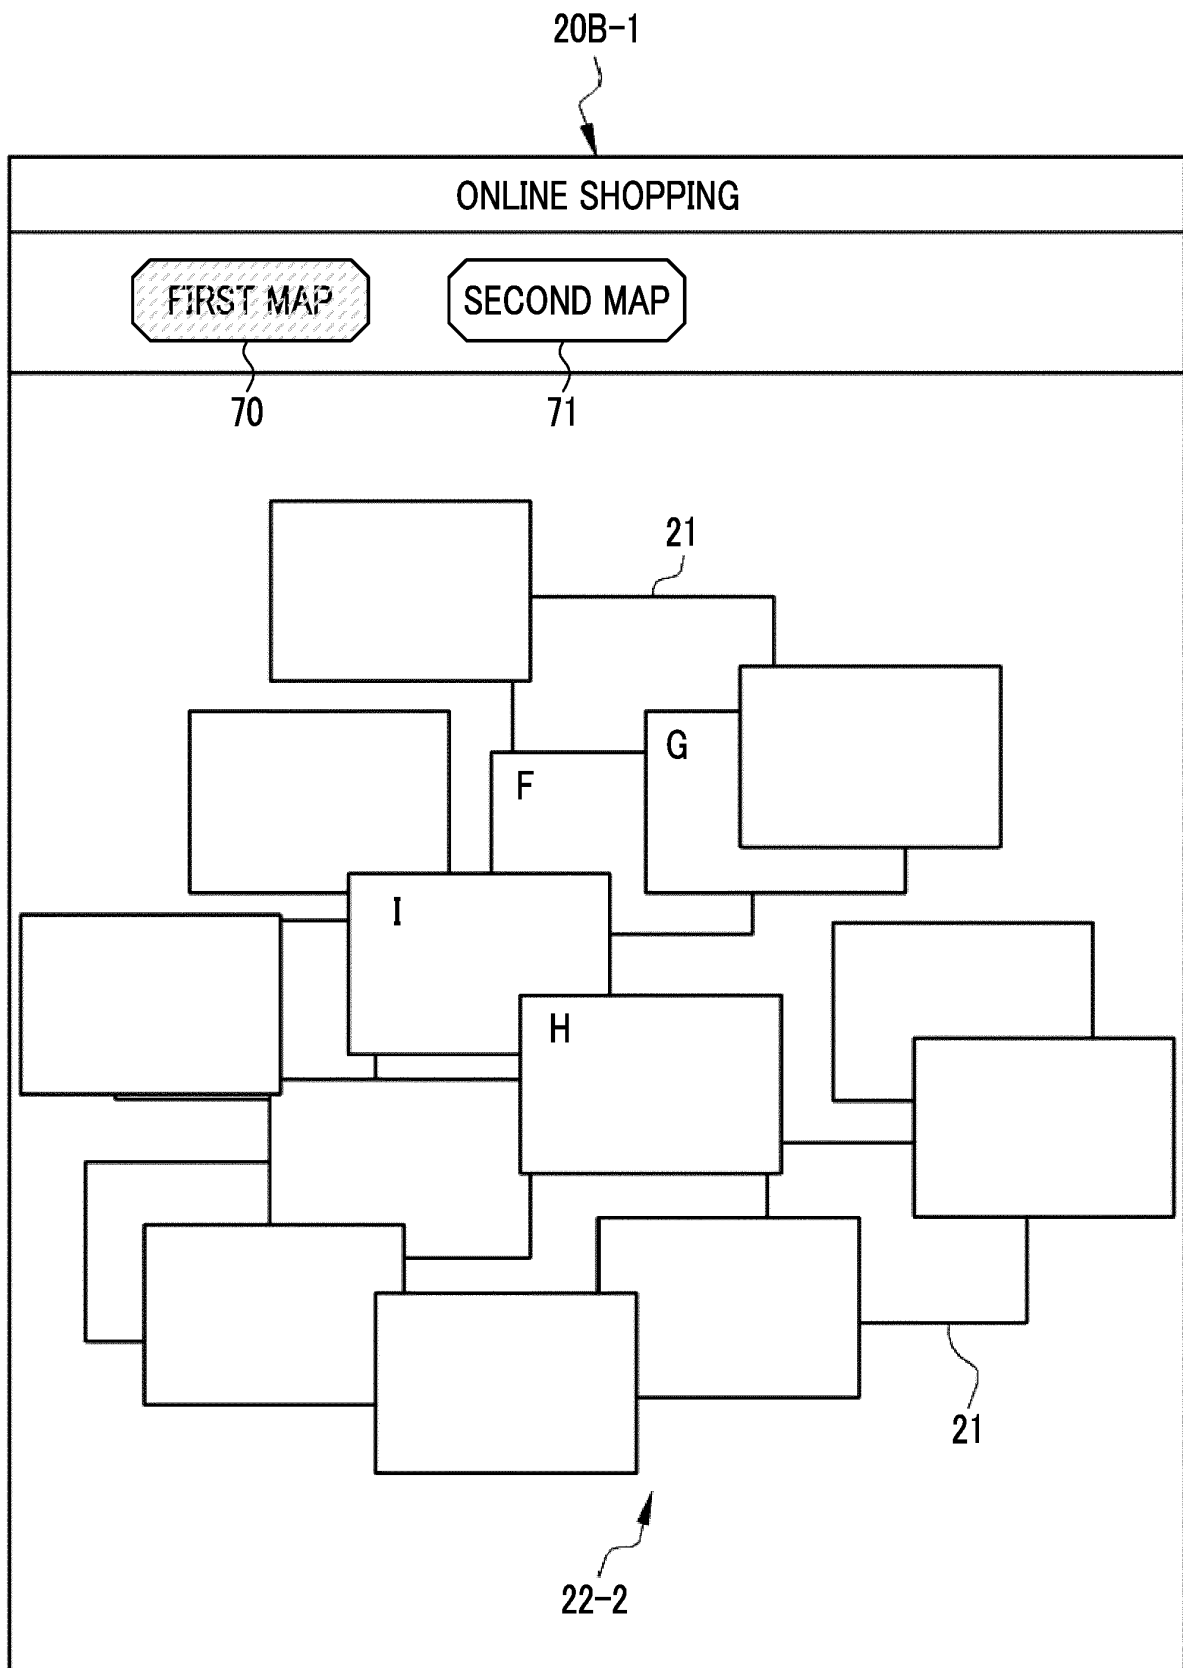 20B-1
ONLINE SHOPPING
FIRST MAP
SECOND MAP
70
71
21
G
F
I
H
21
22-2